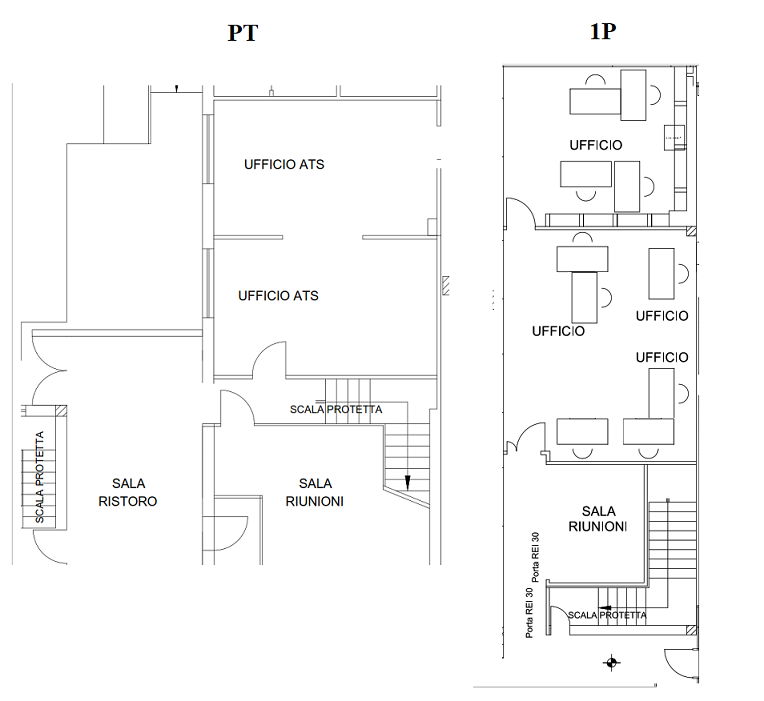 PT
1P
UFFICIO ATS
UFFICIO ATS
SCALA PROTETTA
SCALA PROTETTA
SALA
RISTORO
SALA
RIUNIONI
UFFICIO
UFFICIO
UFFICIO
UFFICIO
SALA
RIUNIONI
Porta REI 30
Porta REI 30
SCALA PROTETTA